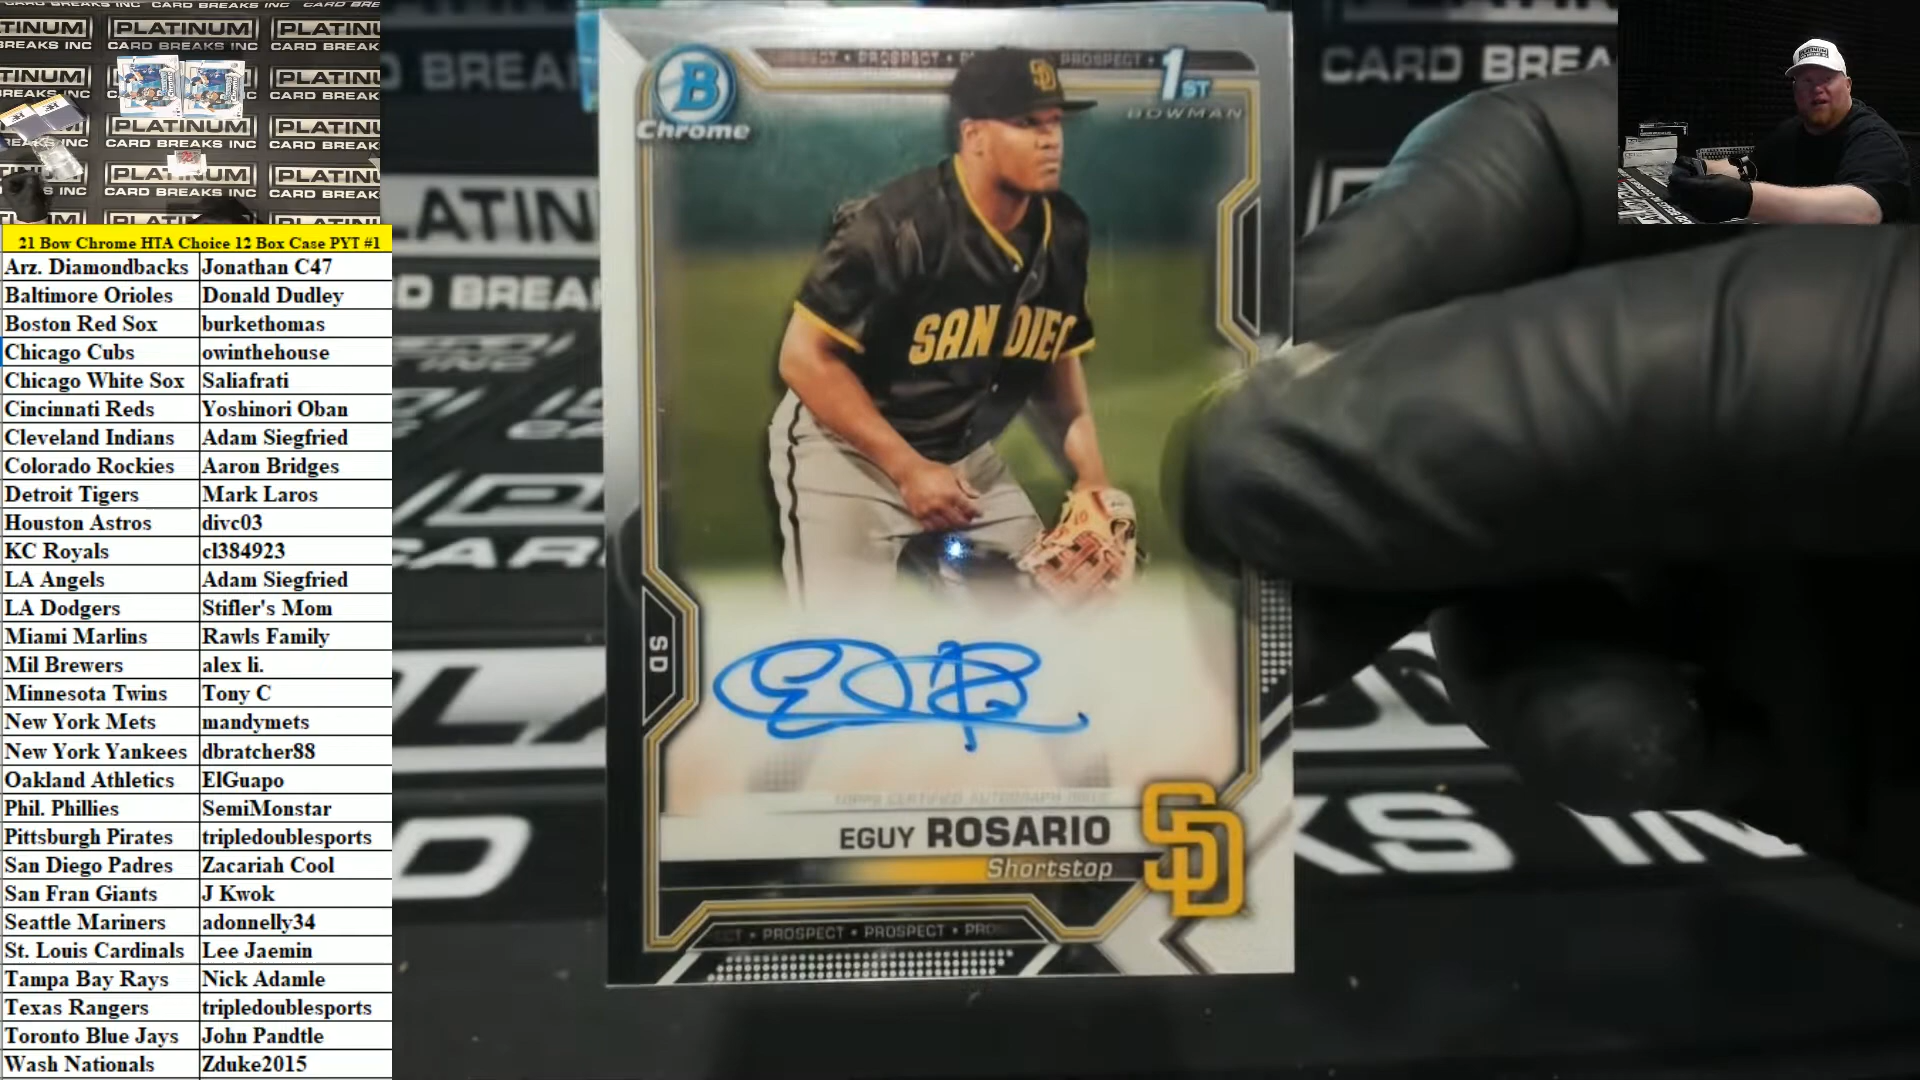 PLATINUM
CARD BREAKS INC
21 Bow Chrome HTA Choice 12 Box Case PYT #1
Arz. Diamondbacks Jonathan C47
Baltimore Orioles Donald Dudley
Boston Red Sox burkethomas
Chicago Cubs owinthehouse
Chicago White Sox Saliafrati
Cincinnati Reds Yoshinori Oban
Cleveland Indians Adam Siegfried
Colorado Rockies Aaron Bridges
Detroit Tigers Mark Laros
Houston Astros divc03
KC Royals cl384923
LA Angels Adam Siegfried
LA Dodgers Stifler's Mom
Miami Marlins Rawls Family
Mil Brewers alex li.
Minnesota Twins Tony C
New York Mets mandymets
New York Yankees dbratcher88
Oakland Athletics ElGuapo
Phil. Phillies SemiMonstar
Pittsburgh Pirates tripledoublesports
San Diego Padres Zacariah Cool
San Fran Giants J Kwok
Seattle Mariners adonnelly34
St. Louis Cardinals Lee Jaemin
Tampa Bay Rays Nick Adamle
Texas Rangers tripledoublesports
Toronto Blue Jays John Pandtle
Wash Nationals Zduke2015
B
Chrome
PROSPECT
PROSPECT
1ST
BOWMAN
SD
SAN DIEG
SD
TOPPS CERTIFIED AUTOGRAPH ISSUE
EGUY ROSARIO
Shortstop
SD
PROSPECT • PROSPECT • PRO